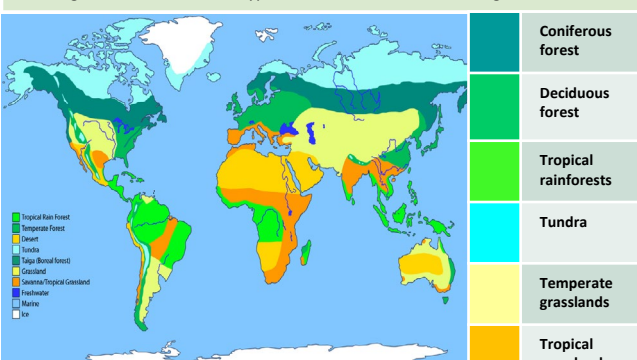 Tropical Rain Forest
Temperate Forest
Desert
Tundra
Taiga (Boreal forest)
Grassland
Savanna/Tropical Grassland
Freshwater
Marine
Ice
Coniferous
forest
Deciduous
forest
Tropical
rainforests
Tundra
Temperate
grasslands
Tropical